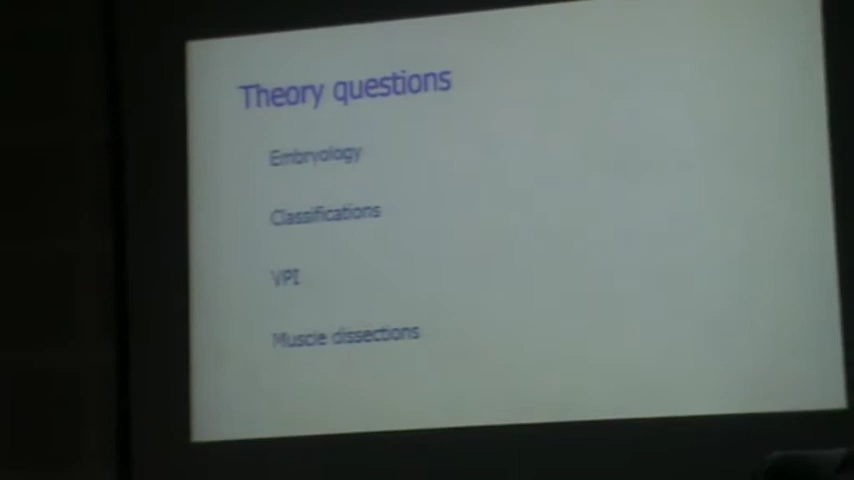 Theory questions
Embryology
Classifications
VPI
Muscle dissections